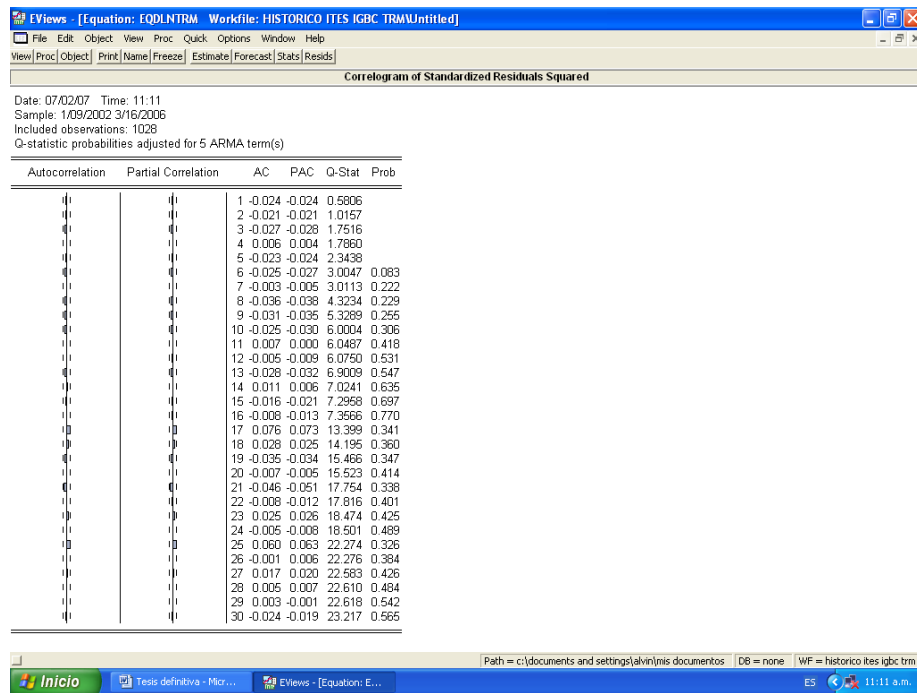 EViews - [Equation: EQDLNTRM Workfile: HISTORICO ITES IGBC TRM\Untitled]
File Edit Object View Proc Quick Options Window Help
View Proc Object Print Name Freeze Estimate Forecast Stats Resids
Correlogram of Standardized Residuals Squared
Date: 07/02/07 Time: 11:11
Sample: 1/09/2002 3/16/2006
Included observations: 1028
Q-statistic probabilities adjusted for 5 ARMA term(s)
Autocorrelation Partial Correlation AC PAC Q-Stat Prob
1 -0.024 -0.024 0.5806
2 -0.021 -0.021 1.0157
3 -0.027 -0.028 1.7516
4 0.006 0.004 1.7860
5 -0.023 -0.024 2.3438
6 -0.025 -0.027 3.0047 0.083
7 -0.003 -0.005 3.0113 0.222
8 -0.036 -0.038 4.3234 0.229
9 -0.031 -0.035 5.3289 0.255
10 -0.025 -0.030 6.0004 0.306
11 0.007 0.000 6.0487 0.418
12 -0.005 -0.009 6.0750 0.531
13 -0.028 -0.032 6.9009 0.547
14 0.011 0.006 7.0241 0.635
15 -0.016 -0.021 7.2958 0.697
16 -0.008 -0.013 7.3566 0.770
17 0.076 0.073 13.399 0.341
18 0.028 0.025 14.195 0.360
19 -0.035 -0.034 15.466 0.347
20 -0.007 -0.005 15.523 0.414
21 -0.046 -0.051 17.754 0.338
22 -0.008 -0.012 17.816 0.401
23 0.025 0.026 18.474 0.425
24 -0.005 -0.008 18.501 0.489
25 0.060 0.063 22.274 0.326
26 -0.001 0.006 22.276 0.384
27 0.017 0.020 22.583 0.426
28 0.005 0.007 22.610 0.484
29 0.003 -0.001 22.618 0.542
30 -0.024 -0.019 23.217 0.565
Path = c:\documents and settings\alvin\mis documentos DB = none WF = historico ites igbc trm
Inicio Tesis definitiva - Micr... EViews - [Equation: E... ES 11:11 a.m.